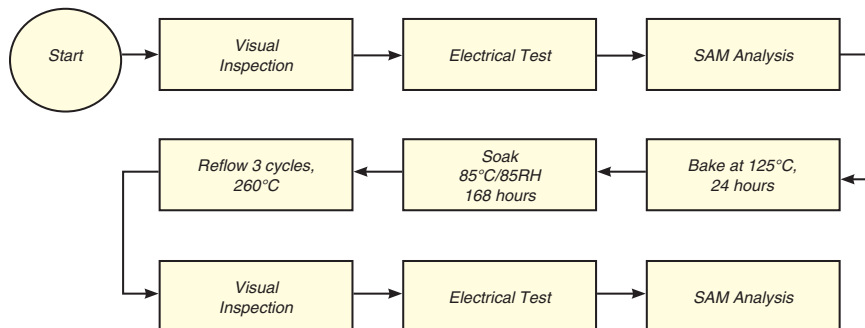 Start
Visual
Inspection
Electrical Test
SAM Analysis
Bake at 125°C,
24 hours
Soak
85°C/85RH
168 hours
Reflow 3 cycles,
260°C
Visual
Inspection
Electrical Test
SAM Analysis